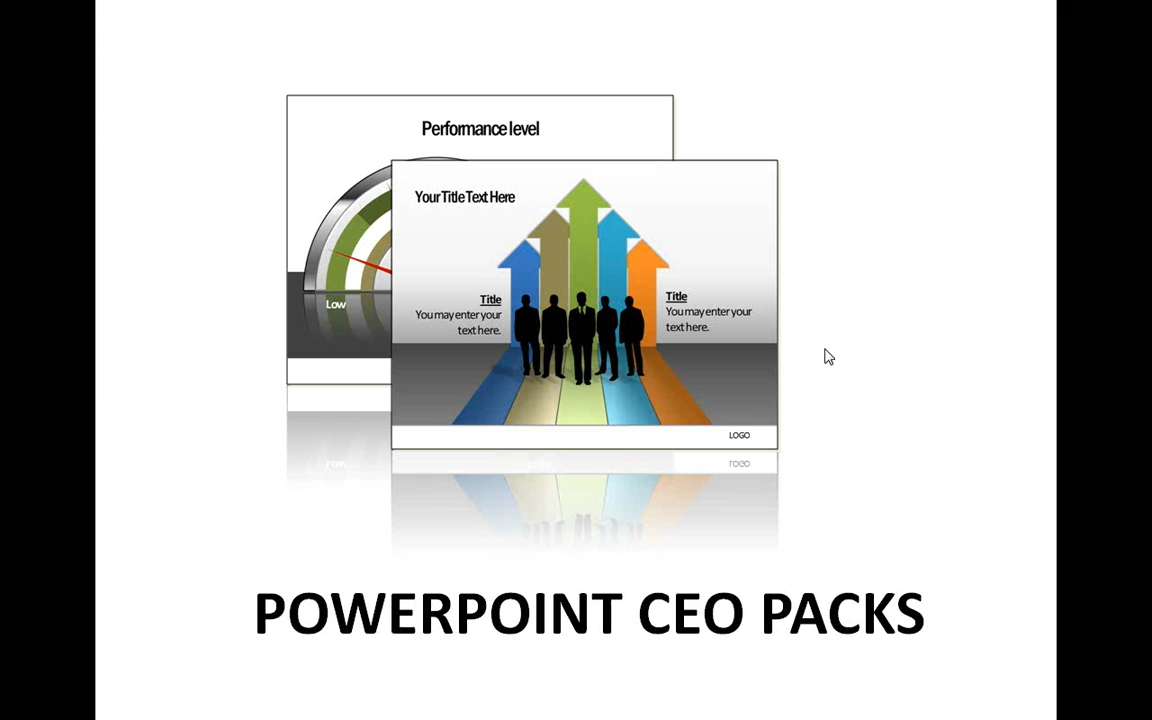 Performance level
Your Title Text Here
Title
You may enter your
text here.
Title
You may enter your
text here.
Low
LOGO
POWERPOINT CEO PACKS